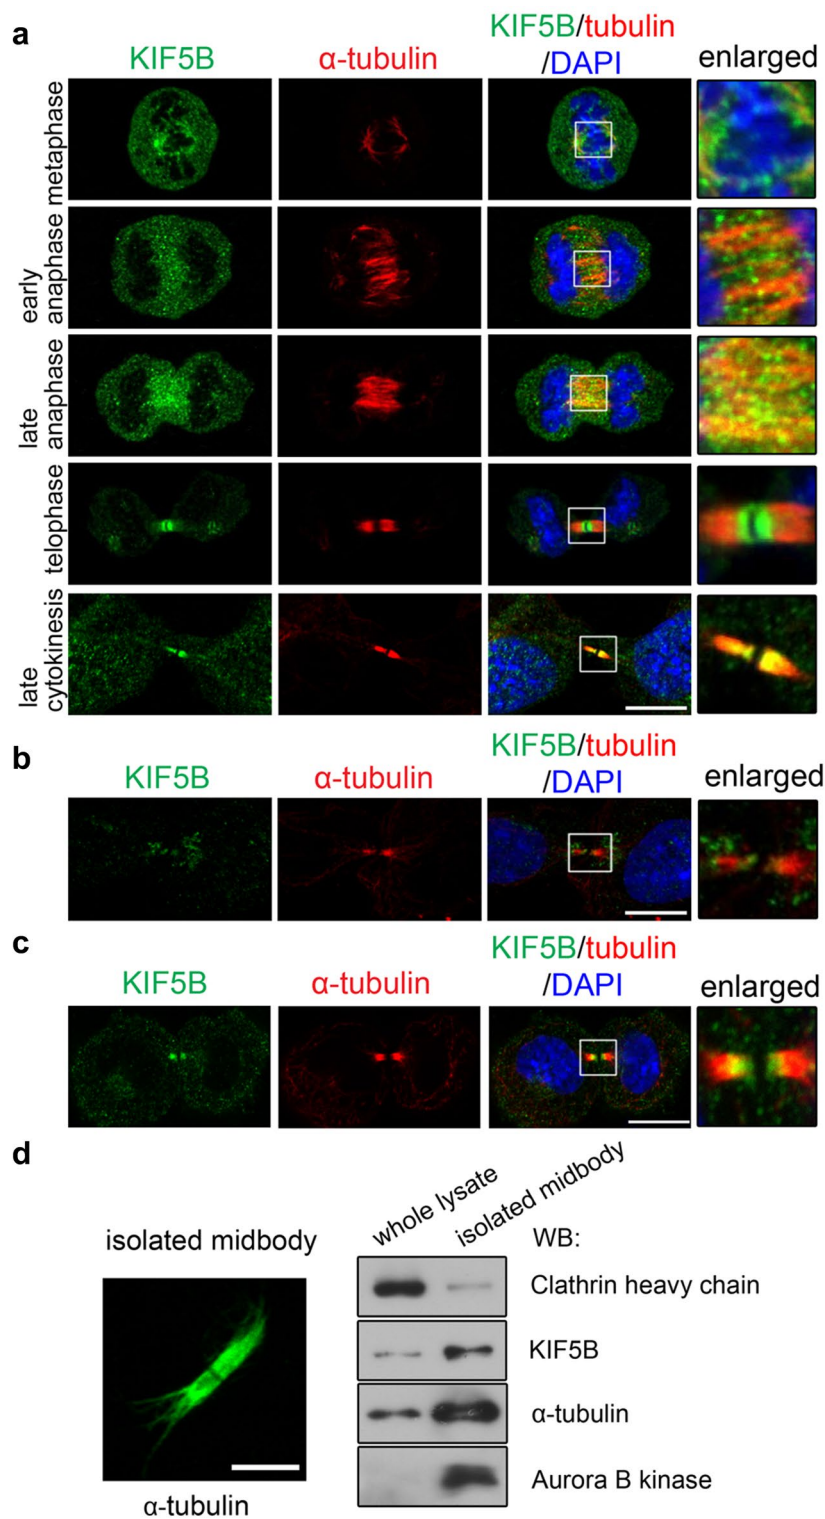 a
KIF5B
α-tubulin
KIF5B/tubulin
/DAPI
enlarged
metaphase
early
anaphase
late
anaphase
telophase
late
cytokinesis
b
KIF5B
α-tubulin
KIF5B/tubulin
/DAPI
enlarged
c
KIF5B
α-tubulin
KIF5B/tubulin
/DAPI
enlarged
d
isolated midbody
α-tubulin
whole lysate
isolated midbody
WB:
Clathrin heavy chain
KIF5B
α-tubulin
Aurora B kinase